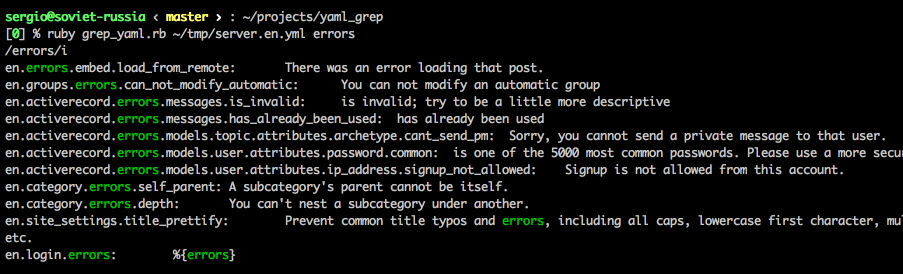 sergio@soviet-russia ‹ master › : ~/projects/yaml_grep
[0] % ruby grep_yaml.rb ~/tmp/server.en.yml errors
/errors/i
en.errors.embed.load_from_remote: There was an error loading that post.
en.groups.errors.can_not_modify_automatic: You can not modify an automatic group
en.activerecord.errors.messages.is_invalid: is invalid; try to be a little more descriptive
en.activerecord.errors.messages.has_already_been_used: has already been used
en.activerecord.errors.models.topic.attributes.archetype.cant_send_pm: Sorry, you cannot send a private message to that user.
en.activerecord.errors.models.user.attributes.password.common: is one of the 5000 most common passwords. Please use a more secu
en.activerecord.errors.models.user.attributes.ip_address.signup_not_allowed: Signup is not allowed from this account.
en.category.errors.self_parent: A subcategory's parent cannot be itself.
en.category.errors.depth: You can't nest a subcategory under another.
en.site_settings.title_prettify: Prevent common title typos and errors, including all caps, lowercase first character, mul
etc.
en.login.errors: %{errors}